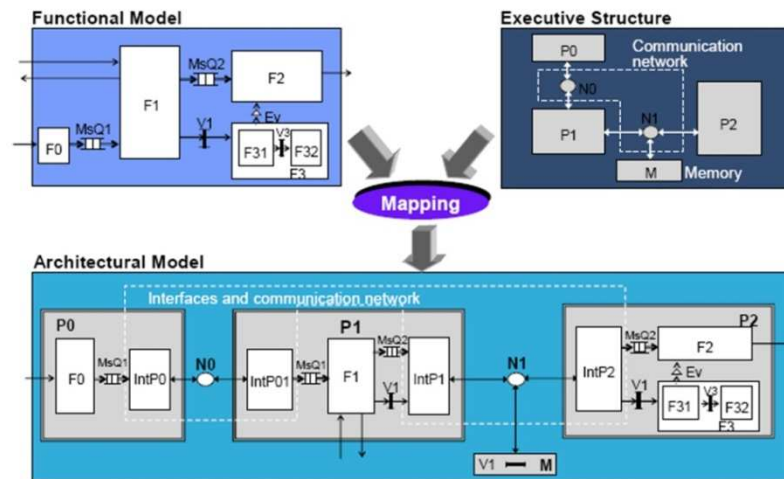 Functional Model
MsQ2
F2
F1
Ev
MsQ1
V1
F0
V3
F31
F32
F3
Executive Structure
P0
Communication
network
N0
N1
P1
P2
M
Memory
Mapping
Architectural Model
Interfaces and communication network
P0
MsQ1
F0
IntP0
N0
P1
MsQ2
MsQ1
IntP01
F1
IntP1
V1
N1
V1
M
P2
MsQ2
F2
IntP2
Ev
V1
V3
F31
F32
F3